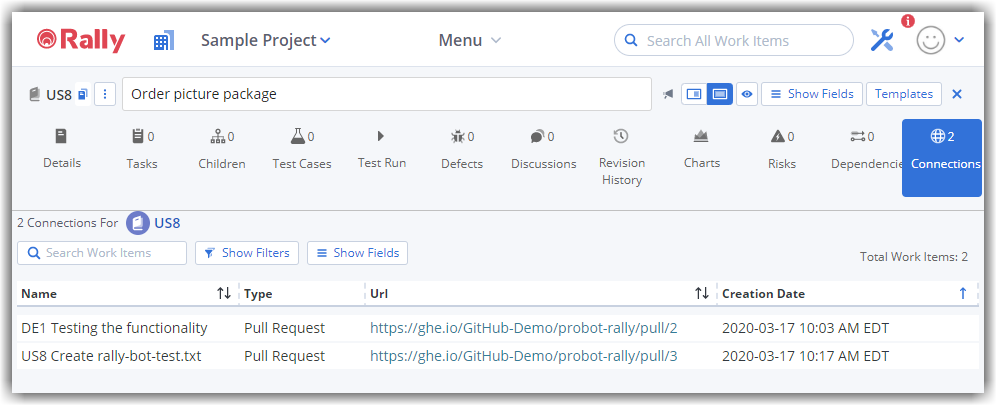 Rally Sample Project Menu Search All Work Items i
US8 Order picture package Show Fields Templates
0 0 0 0 0 0 0 2
Details Tasks Children Test Cases Test Run Defects Discussions Revision Charts Risks Dependencie Connections
History
2 Connections For US8
Search Work Items Show Filters Show Fields Total Work Items: 2
Name Type Url Creation Date
DE1 Testing the functionality Pull Request https://ghe.io/GitHub-Demo/probot-rally/pull/2 2020-03-17 10:03 AM EDT
US8 Create rally-bot-test.txt Pull Request https://ghe.io/GitHub-Demo/probot-rally/pull/3 2020-03-17 10:17 AM EDT